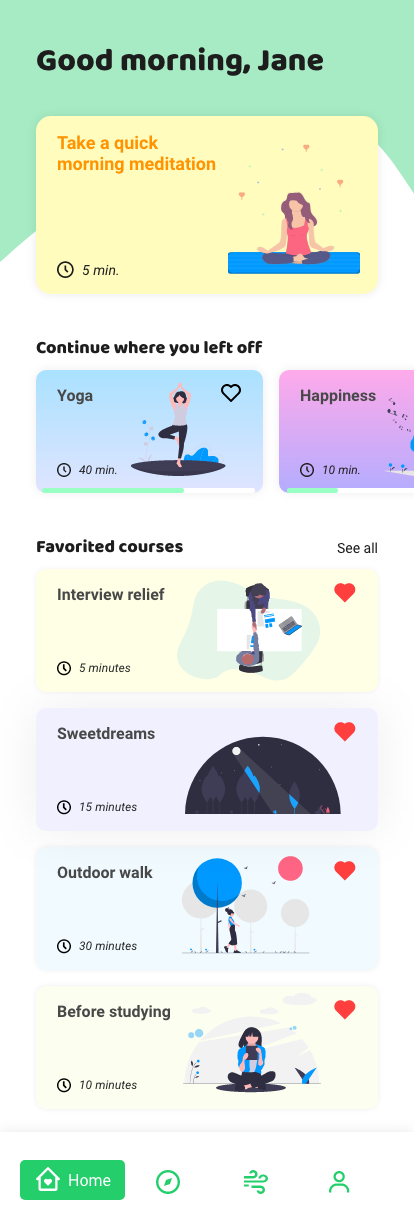 Good morning, Jane
Take a quick
morning meditation
5 min.
Continue where you left off
Yoga
40 min.
Happiness
10 min.
Favorited courses
See all
Interview relief
5 minutes
Sweetdreams
15 minutes
Outdoor walk
30 minutes
Before studying
10 minutes
Home